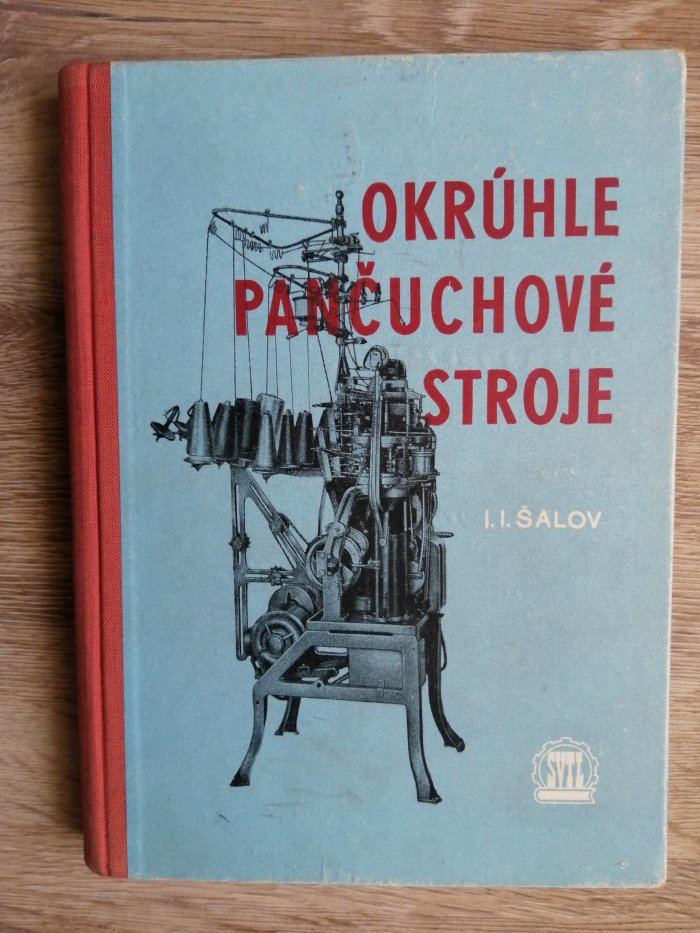 OKRÚHLE
PANČUCHOVÉ
STROJE
I. I. ŠALOV
SVTL